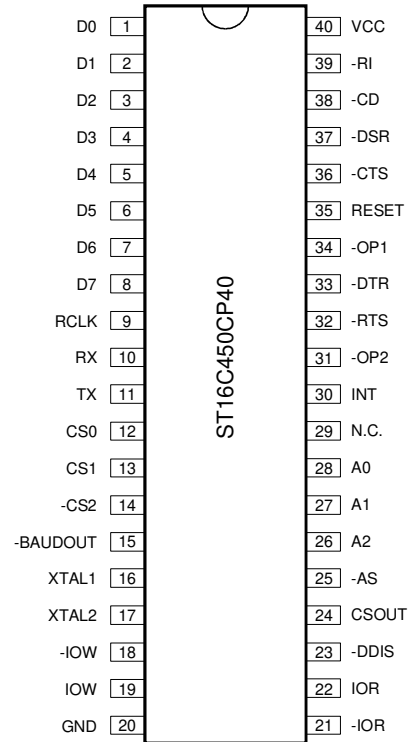 D0 1 40 VCC
D1 2 39 -RI
D2 3 38 -CD
D3 4 37 -DSR
D4 5 36 -CTS
D5 6 35 RESET
D6 7 34 -OP1
D7 8 33 -DTR
RCLK 9 32 -RTS
RX 10 31 -OP2
TX 11 30 INT
CS0 12 29 N.C.
CS1 13 28 A0
-CS2 14 27 A1
-BAUDOUT 15 26 A2
XTAL1 16 25 -AS
XTAL2 17 24 CSOUT
-IOW 18 23 -DDIS
IOW 19 22 IOR
GND 20 21 -IOR
ST16C450CP40